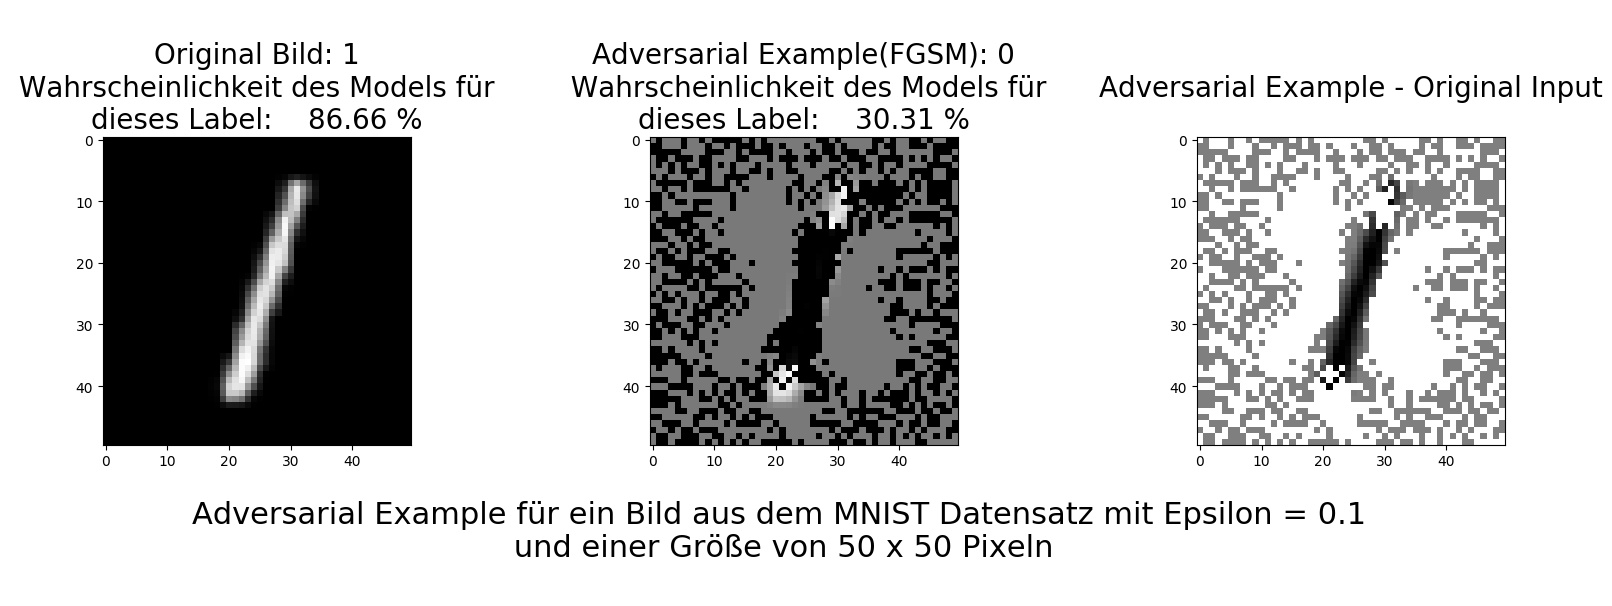 Original Bild: 1
Wahrscheinlichkeit des Models für
dieses Label: 86.66 %
0
10
20
30
40
0 10 20 30 40
Adversarial Example(FGSM): 0
Wahrscheinlichkeit des Models für
dieses Label: 30.31 %
0
10
20
30
40
0 10 20 30 40
Adversarial Example - Original Input
0
10
20
30
40
0 10 20 30 40
Adversarial Example für ein Bild aus dem MNIST Datensatz mit Epsilon = 0.1
und einer Größe von 50 x 50 Pixeln